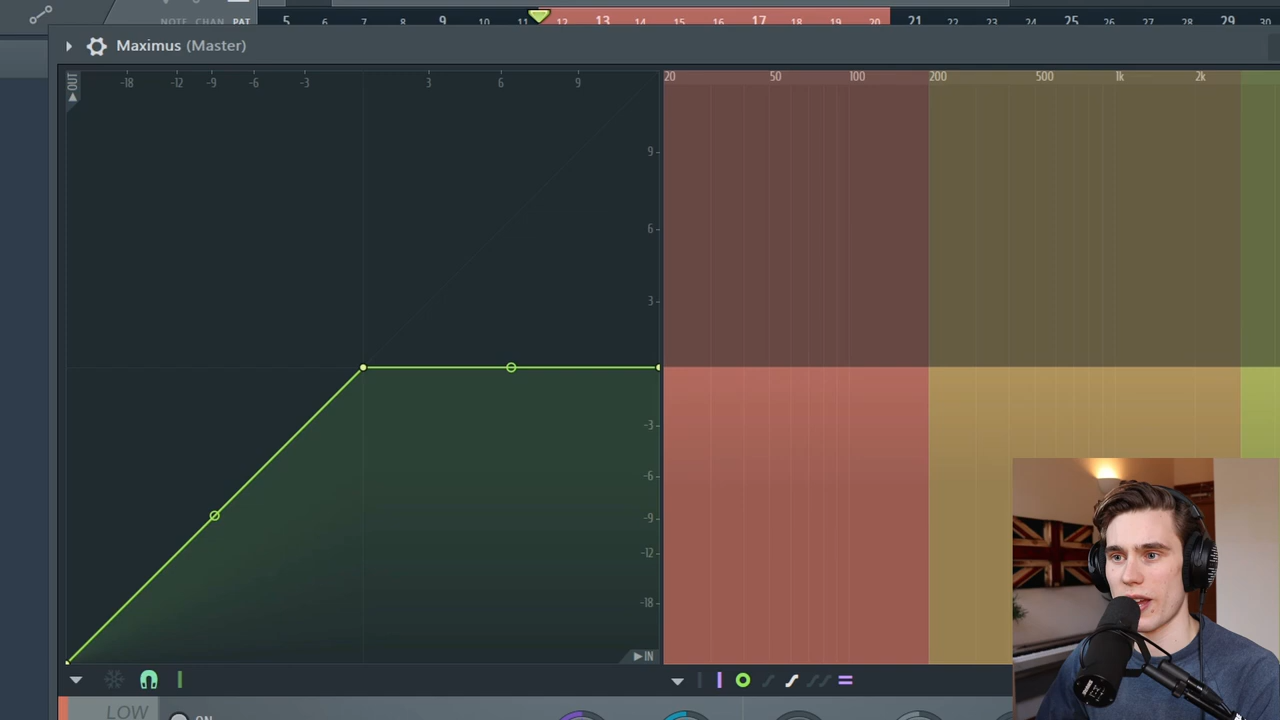 NOTE CHAN PAT
5 6 7 8 9 10 11 12 13 14 15 16 17 18 19 20 21 22 23 24 25 26 27 28 29 30
Maximus (Master)
OUT -18 -12 -9 -6 -3 3 6 9
20 50 100 200 500 1k 2k
9
6
3
-3
-6
-9
-12
-18
IN
LOW ON